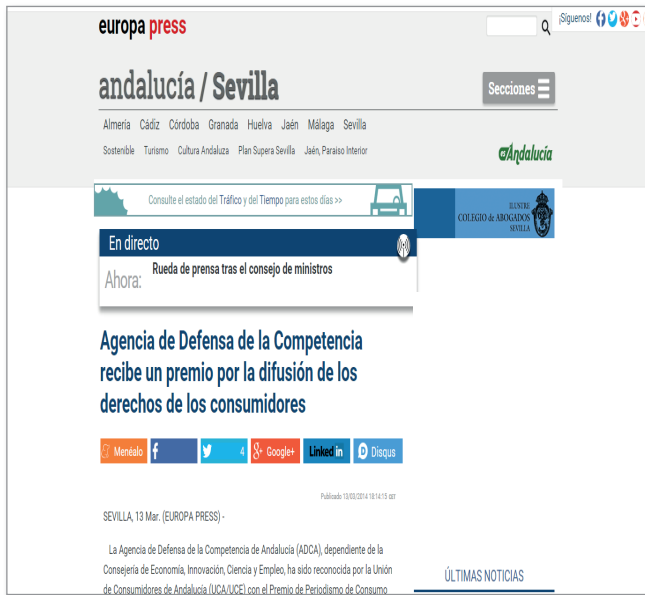 europa press
¡Síguenos!
andalucía / Sevilla
Secciones
Almería Cádiz Córdoba Granada Huelva Jaén Málaga Sevilla
Sostenible Turismo Cultura Andaluza Plan Supera Sevilla Jaén, Paraiso Interior
Andalucía
Consulte el estado del Tráfico y del Tiempo para estos días >>
ILUSTRE
COLEGIO de ABOGADOS
SEVILLA
En directo
Ahora: Rueda de prensa tras el consejo de ministros
Agencia de Defensa de la Competencia
recibe un premio por la difusión de los
derechos de los consumidores
Menéalo 4 Google+ Linked in Disqus
Publicado 13/03/2014 18:14:15 CET
SEVILLA, 13 Mar. (EUROPA PRESS) -
La Agencia de Defensa de la Competencia de Andalucía (ADCA), dependiente de la
Consejería de Economía, Innovación, Ciencia y Empleo, ha sido reconocida por la Unión
de Consumidores de Andalucía (UCA/UCE) con el Premio de Periodismo de Consumo
ÚLTIMAS NOTICIAS